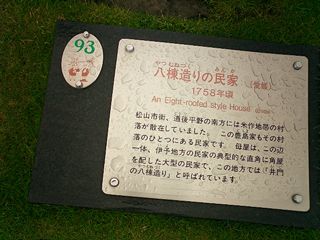 93
やつむねづく みんか
八棟造りの民家 (愛媛)
1758年頃
An Eight-roofed Style House
松山市街、道後平野の南方には米作地帯の村
落が散在していました。この鹿島家もその村
落のひとつにある民家です。母屋は、この辺
一体、伊予地方の民家の典型的な直角に角屋
を配した大型の民家で、この地方では「井門
の八棟造り」と呼ばれています。